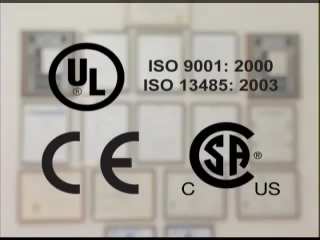 UL ®
ISO 9001: 2000
ISO 13485: 2003
CE
SA ®
C US